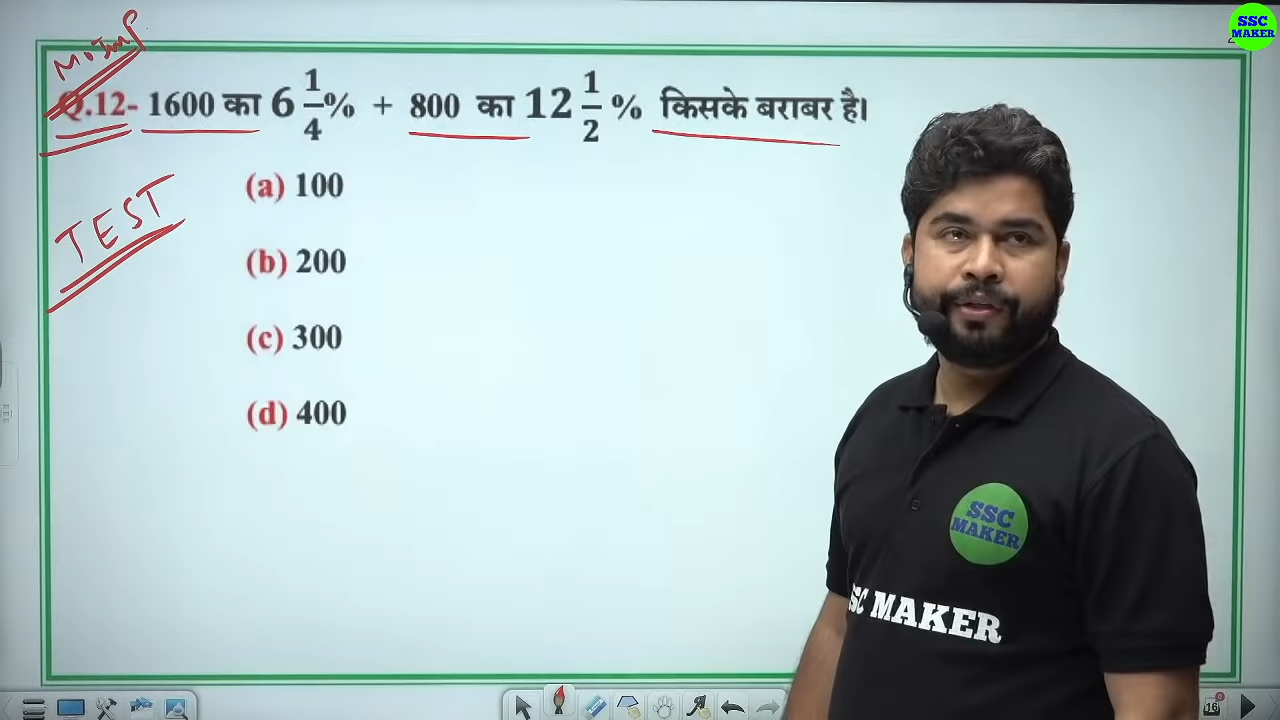 SSC
MAKER
Q.12- 1600 का 6 1/4% + 800 का 12 1/2 % किसके बराबर है।
TEST
(a) 100
(b) 200
(c) 300
(d) 400
SSC
MAKER
SC MAKER
16